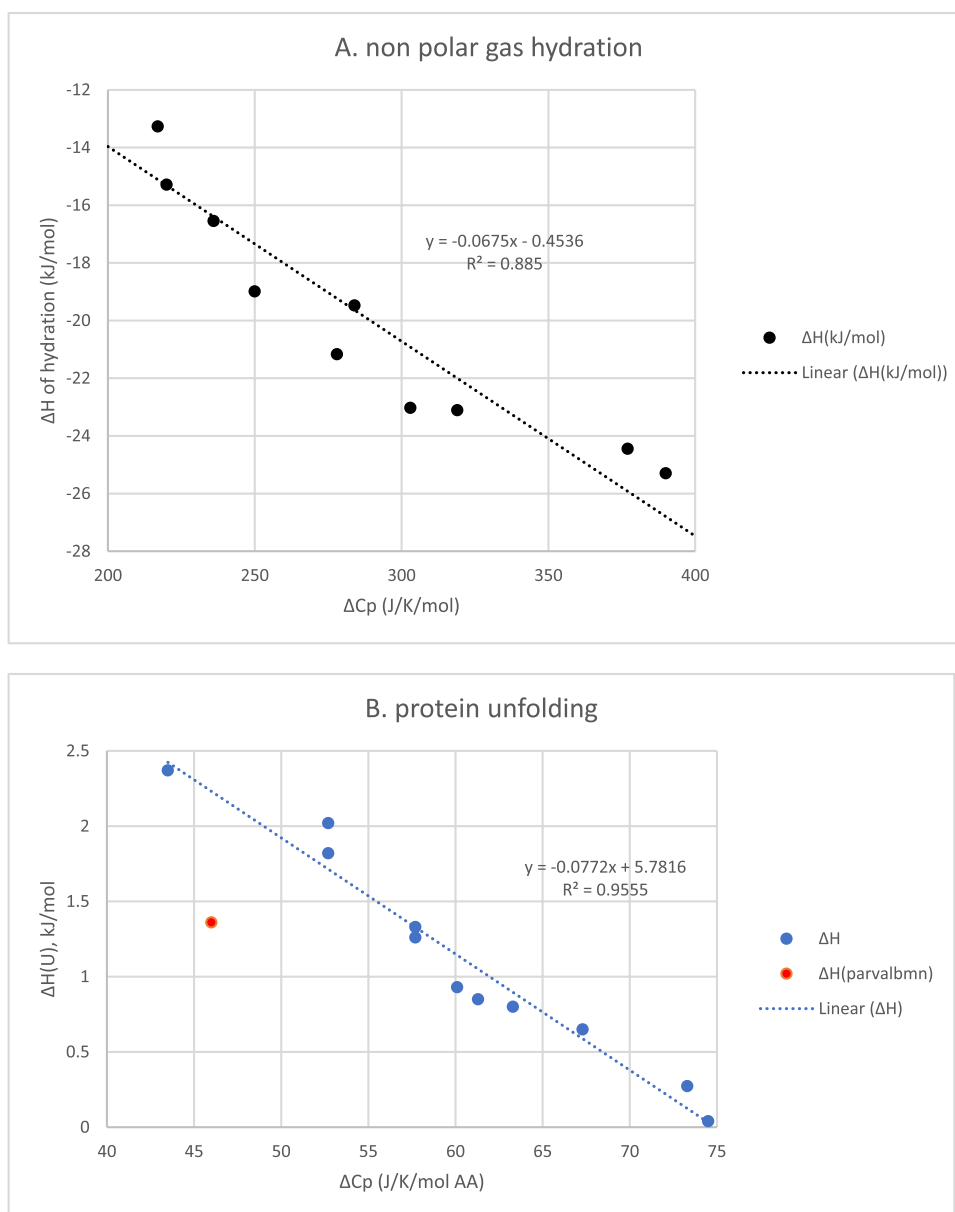 A. non polar gas hydration
-12
-14
-16
-18
-20
-22
-24
-26
-28
ΔH of hydration (kJ/mol)
y = -0.0675x - 0.4536
R² = 0.885
ΔH(kJ/mol)
Linear (ΔH(kJ/mol))
200
250
300
350
400
ΔCp (J/K/mol)
B. protein unfolding
2.5
2
1.5
1
0.5
0
ΔH(U), kJ/mol
y = -0.0772x + 5.7816
R² = 0.9555
ΔH
ΔH(parvalbmn)
Linear (ΔH)
40
45
50
55
60
65
70
75
ΔCp (J/K/mol AA)